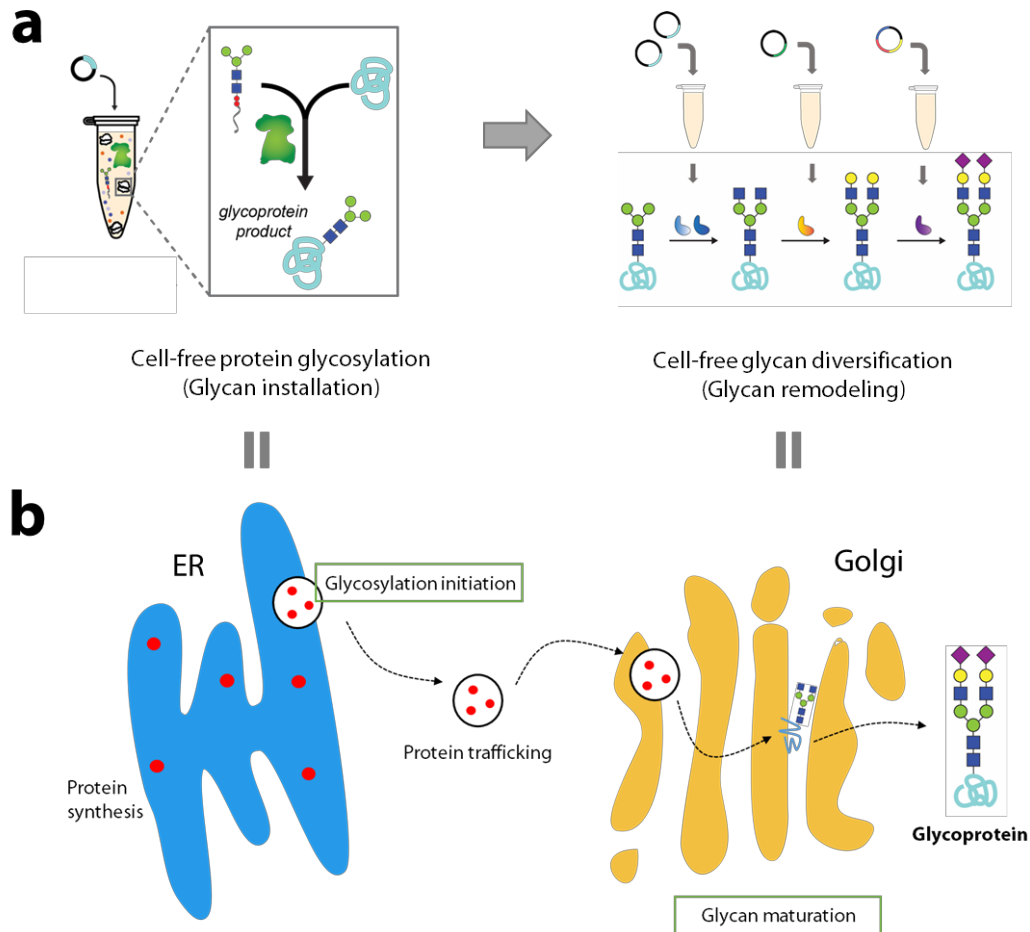 a
glycoprotein
product
Cell-free protein glycosylation
(Glycan installation)
Cell-free glycan diversification
(Glycan remodeling)
b
ER
Glycosylation initiation
Golgi
Protein trafficking
Protein
synthesis
Glycoprotein
Glycan maturation